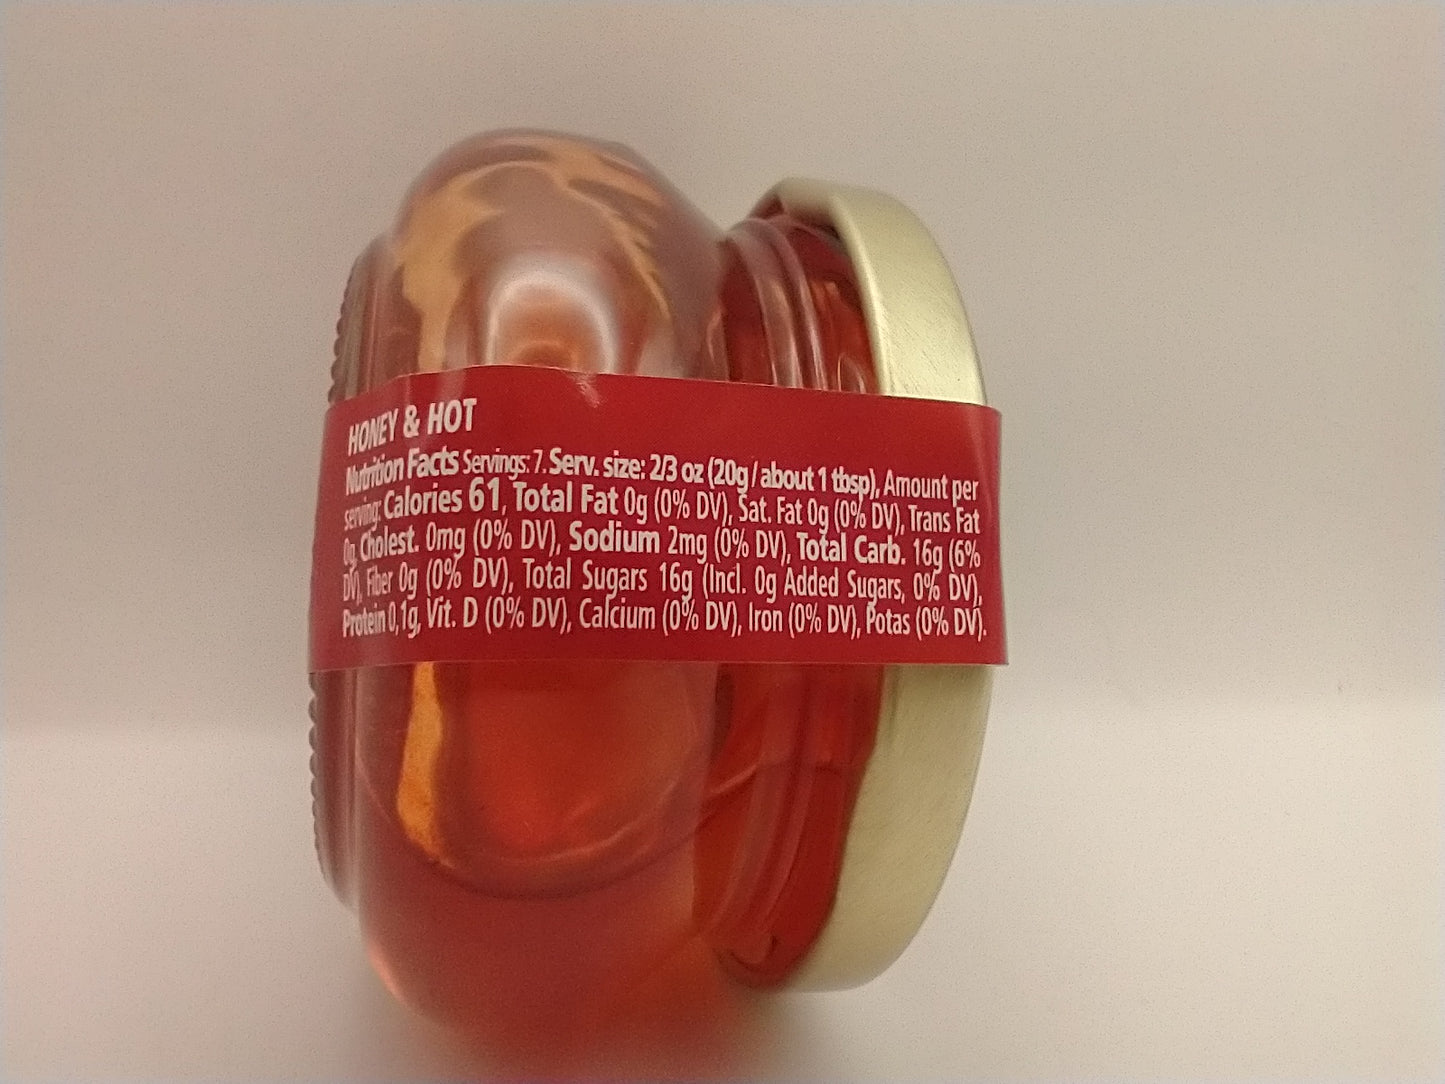 HONEY & HOT
Nutrition Facts Servings: 7. Serv. size: 2/3 oz (20g / about 1 tbsp), Amount per
serving: Calories 61, Total Fat 0g (0% DV), Sat. Fat 0g (0% DV), Trans Fat
0g, Cholest. 0mg (0% DV), Sodium 2mg (0% DV), Total Carb. 16g (6%
DV), Fiber 0g (0% DV), Total Sugars 16g (Incl. 0g Added Sugars, 0% DV),
Protein 0,1g, Vit. D (0% DV), Calcium (0% DV), Iron (0% DV), Potas (0% DV).